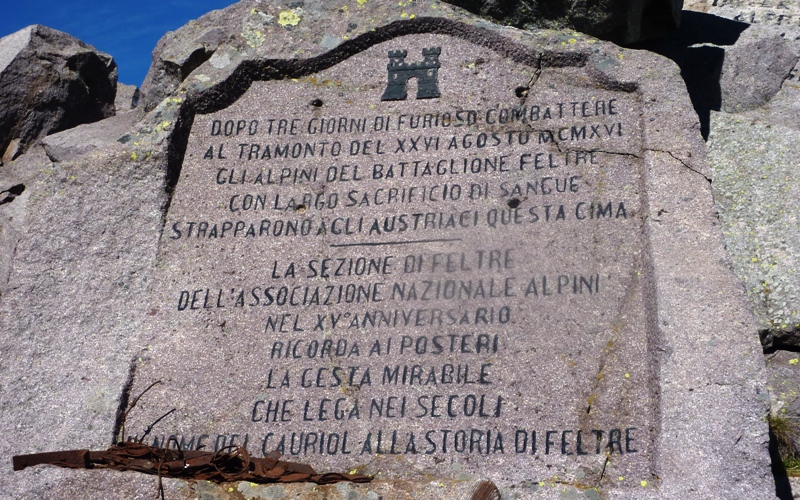 DOPO TRE GIORNI DI FURIOSO COMBATTERE
AL TRAMONTO DEL XXVI AGOSTO MCMXVI
GLI ALPINI DEL BATTAGLIONE FELTRE
CON LARGO SACRIFICIO DI SANGUE
STRAPPARONO AGLI AUSTRIACI QUESTA CIMA
LA SEZIONE DI FELTRE
DELL'ASSOCIAZIONE NAZIONALE ALPINI
NEL XV° ANNIVERSARIO
RICORDA AI POSTERI
LA GESTA MIRABILE
CHE LEGA NEI SECOLI
NOME DEL CAURIOL ALLA STORIA DI FELTRE